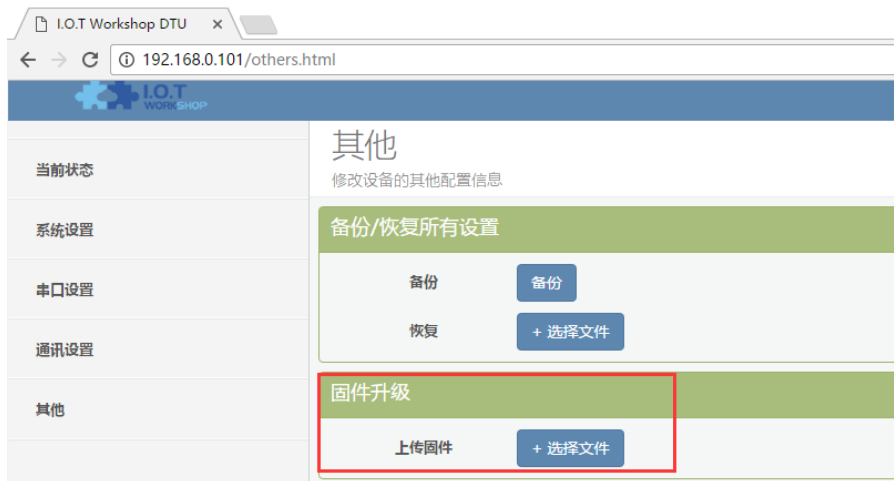 I.O.T Workshop DTU
192.168.0.101/others.html
I.O.T
WORKSHOP
当前状态
系统设置
串口设置
通讯设置
其他
其他
修改设备的其他配置信息
备份/恢复所有设置
备份 备份
恢复 + 选择文件
固件升级
上传固件 + 选择文件